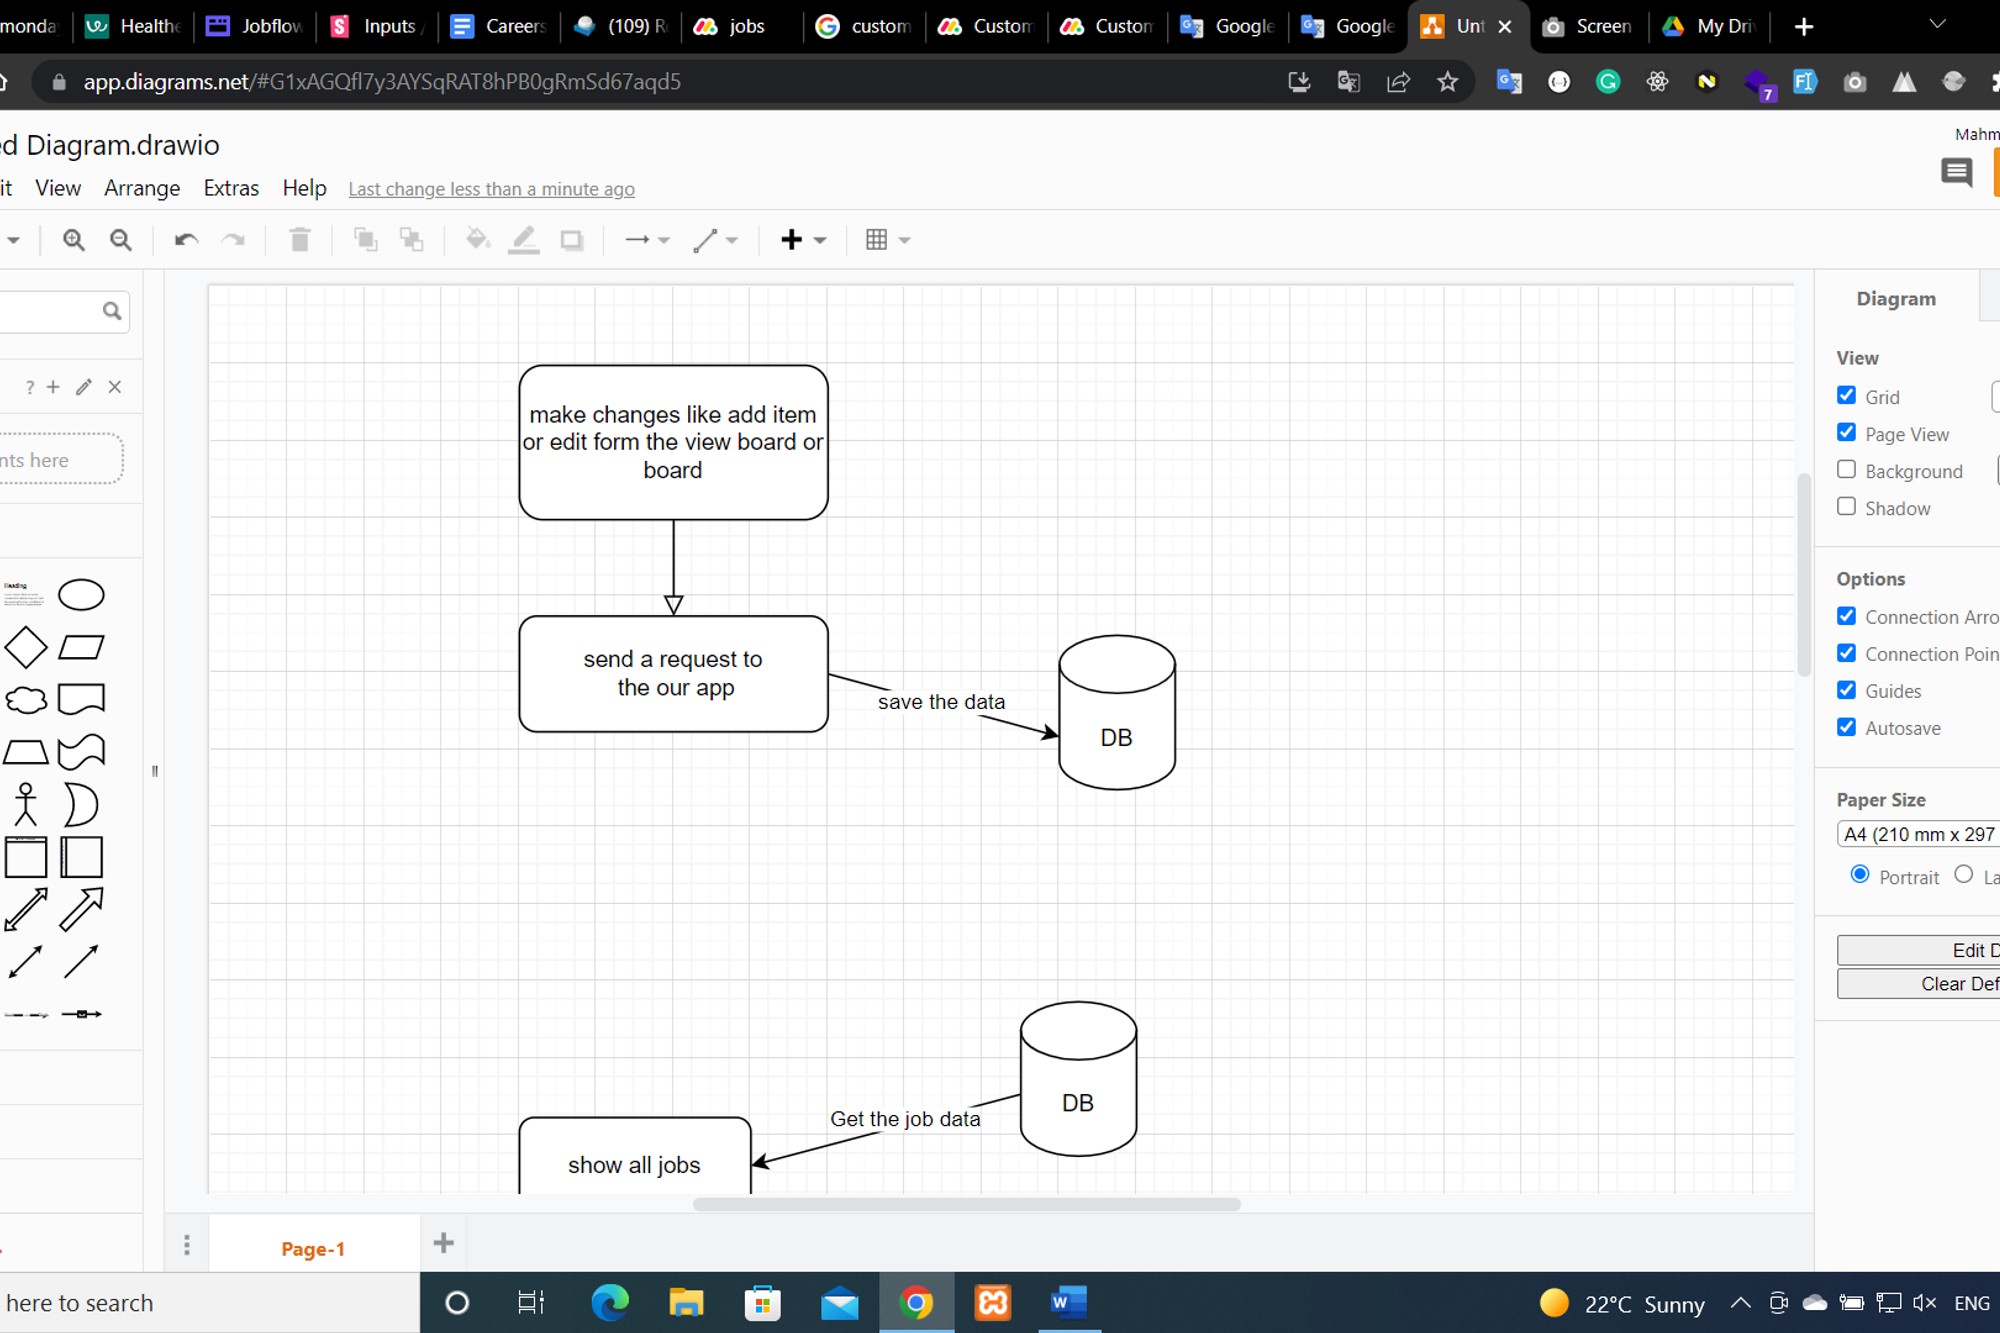 monda
Healthe
Jobflow
Inputs /
Careers
(109) R
jobs
custom
Custom
Custom
Google
Google
Unt
Screen
My Dri
app.diagrams.net/#G1xAGQfl7y3AYSqRAT8hPB0gRmSd67aqd5
7
ed Diagram.drawio
Mahm
it View Arrange Extras Help Last change less than a minute ago
?
nts here
Heading
make changes like add item
or edit form the view board or
board
send a request to
the our app
save the data
DB
DB
Get the job data
show all jobs
Diagram
View
Grid
Page View
Background
Shadow
Options
Connection Arro
Connection Poin
Guides
Autosave
Paper Size
A4 (210 mm x 297
Portrait La
Edit D
Clear Def
Page-1
here to search
22°C Sunny
ENG